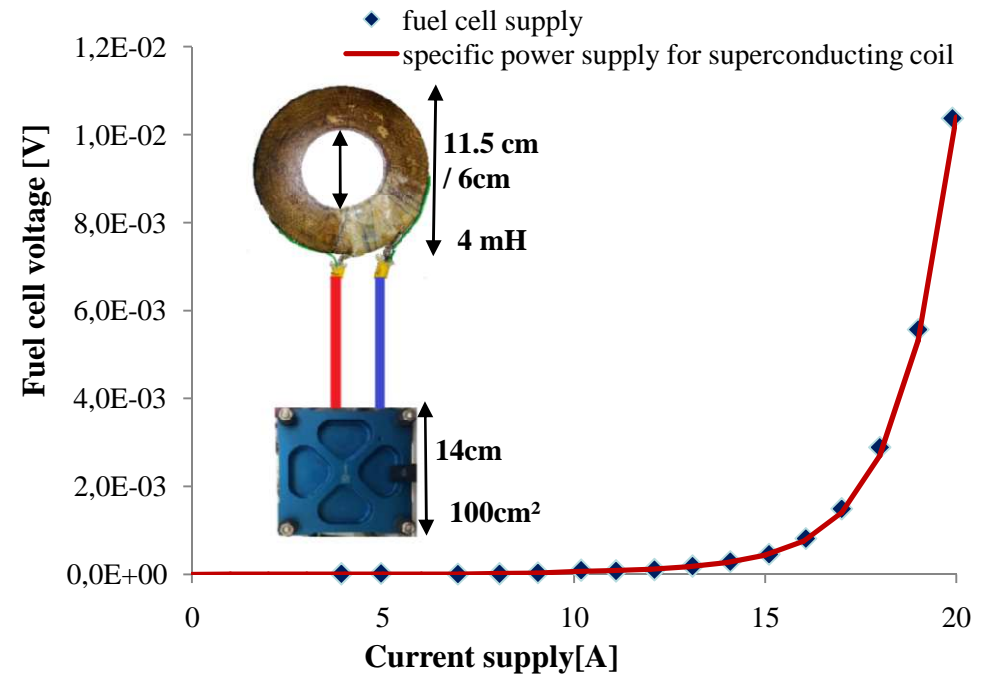 fuel cell supply
specific power supply for superconducting coil
Fuel cell voltage [V]
1,2E-02
1,0E-02
8,0E-03
6,0E-03
4,0E-03
2,0E-03
0,0E+00
11.5 cm
/ 6cm
4 mH
14cm
100cm²
0
5
10
15
20
Current supply[A]